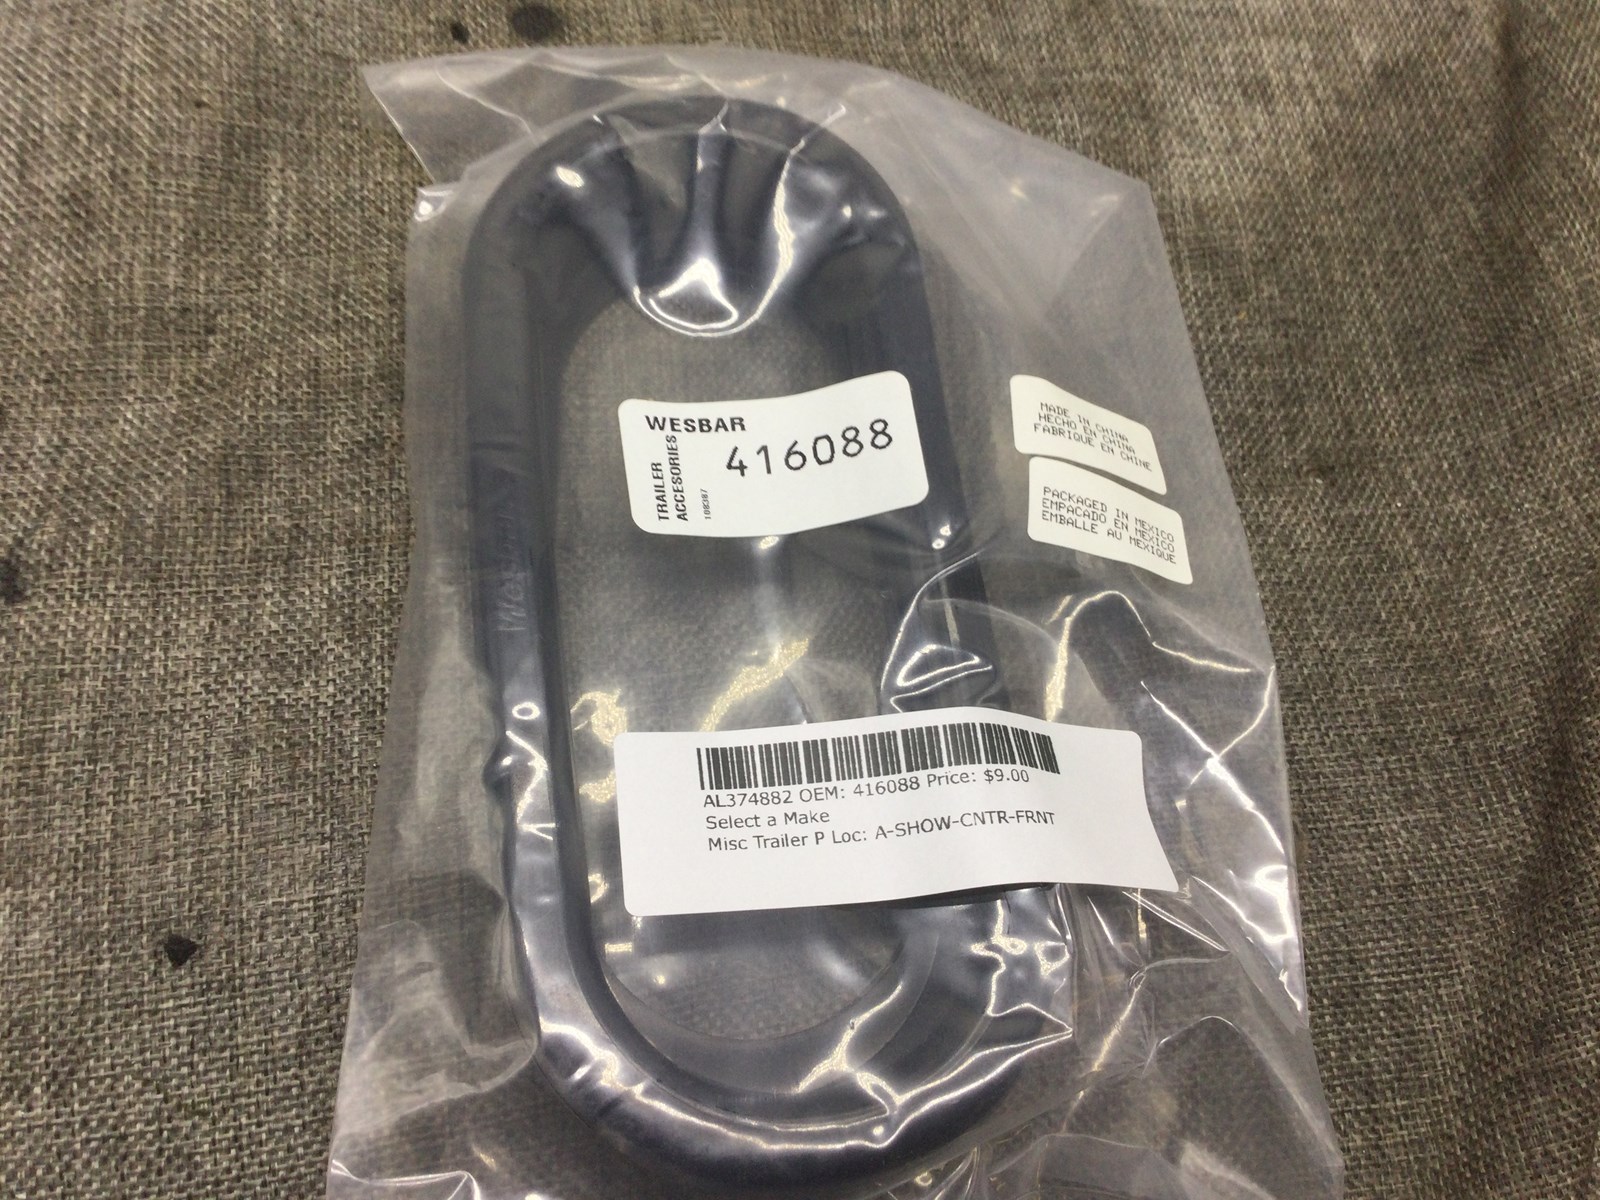 WESBAR
416088
TRAILER
ACCESORIES
108387
MADE IN CHINA
HECHO EN CHINA
FABRIQUE EN CHINE
PACKAGED IN MEXICO
EMPACADO EN MEXICO
EMBALLE AU MEXIQUE
AL374882 OEM: 416088 Price: $9.00
Select a Make
Misc Trailer P Loc: A-SHOW-CNTR-FRNT